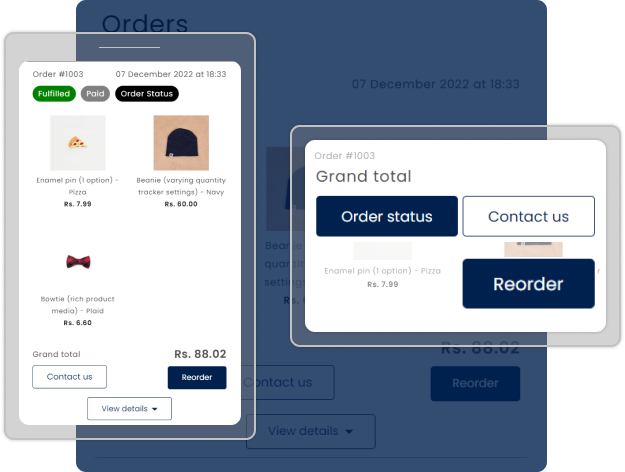 Orders
Order #1003 07 December 2022 at 18:33
Fulfilled Paid Order Status
Enamel pin (1 option) -
Pizza
Rs. 7.99
Beanie (varying quantity
tracker settings) - Navy
Rs. 60.00
Bowtie (rich product
media) - Plaid
Rs. 6.60
Grand total Rs. 88.02
Contact us Reorder
View details
07 December 2022 at 18:33
Order #1003
Grand total
Order status Contact us
Enamel pin (1 option) - Pizza
Rs. 7.99
Reorder
Rs. 88.02
Contact us Reorder
View details